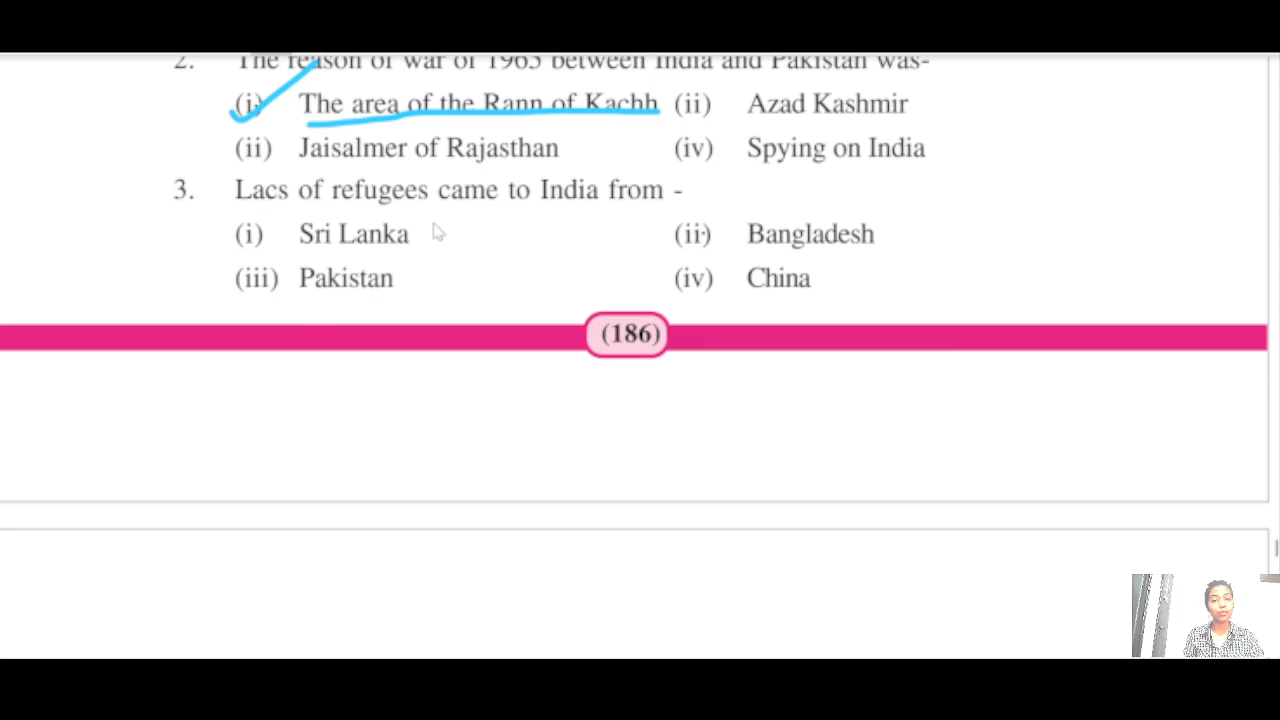 2. The reason of war of 1965 between India and Pakistan was-
(i) The area of the Rann of Kachh (ii) Azad Kashmir
(ii) Jaisalmer of Rajasthan (iv) Spying on India
3. Lacs of refugees came to India from -
(i) Sri Lanka (ii) Bangladesh
(iii) Pakistan (iv) China
(186)